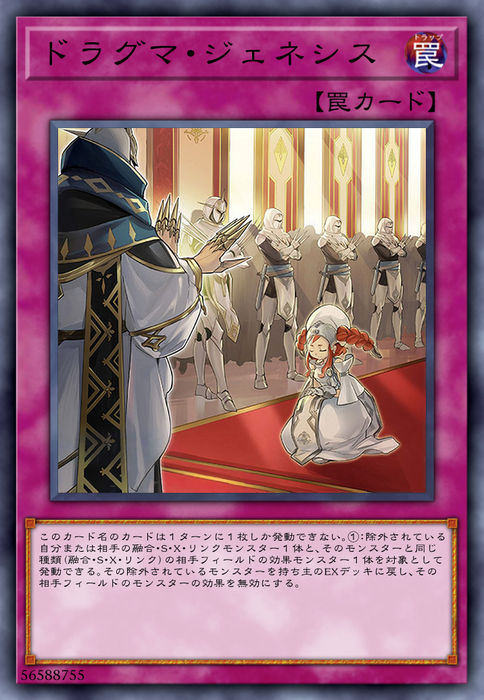 ドラグマ・ジェネシス
トラップ
罠
【罠カード】
このカード名のカードは１ターンに１枚しか発動できない。①：除外されている
自分または相手の融合・Ｓ・Ｘ・リンクモンスター１体と、そのモンスターと同じ
種類（融合・Ｓ・Ｘ・リンク）の相手フィールドの効果モンスター１体を対象として
発動できる。その除外されているモンスターを持ち主のEXデッキに戻し、その
相手フィールドのモンスターの効果を無効にする。
56588755